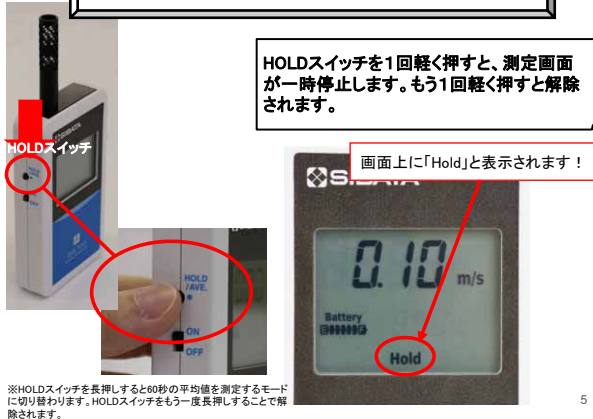 HOLDスイッチを１回軽く押すと、測定画面
が一時停止します。もう１回軽く押すと解除
されます。
SIBATA
HOLDスイッチ
HOLD
/AVE.
OFF
画面上に「Hold」と表示されます！
0.10 m/s
Battery
E F
Hold
HOLD
/AVE.
ON
OFF
※HOLDスイッチを長押しすると60秒の平均値を測定するモード
に切り替わります。HOLDスイッチをもう一度長押しすることで解
除されます。
5